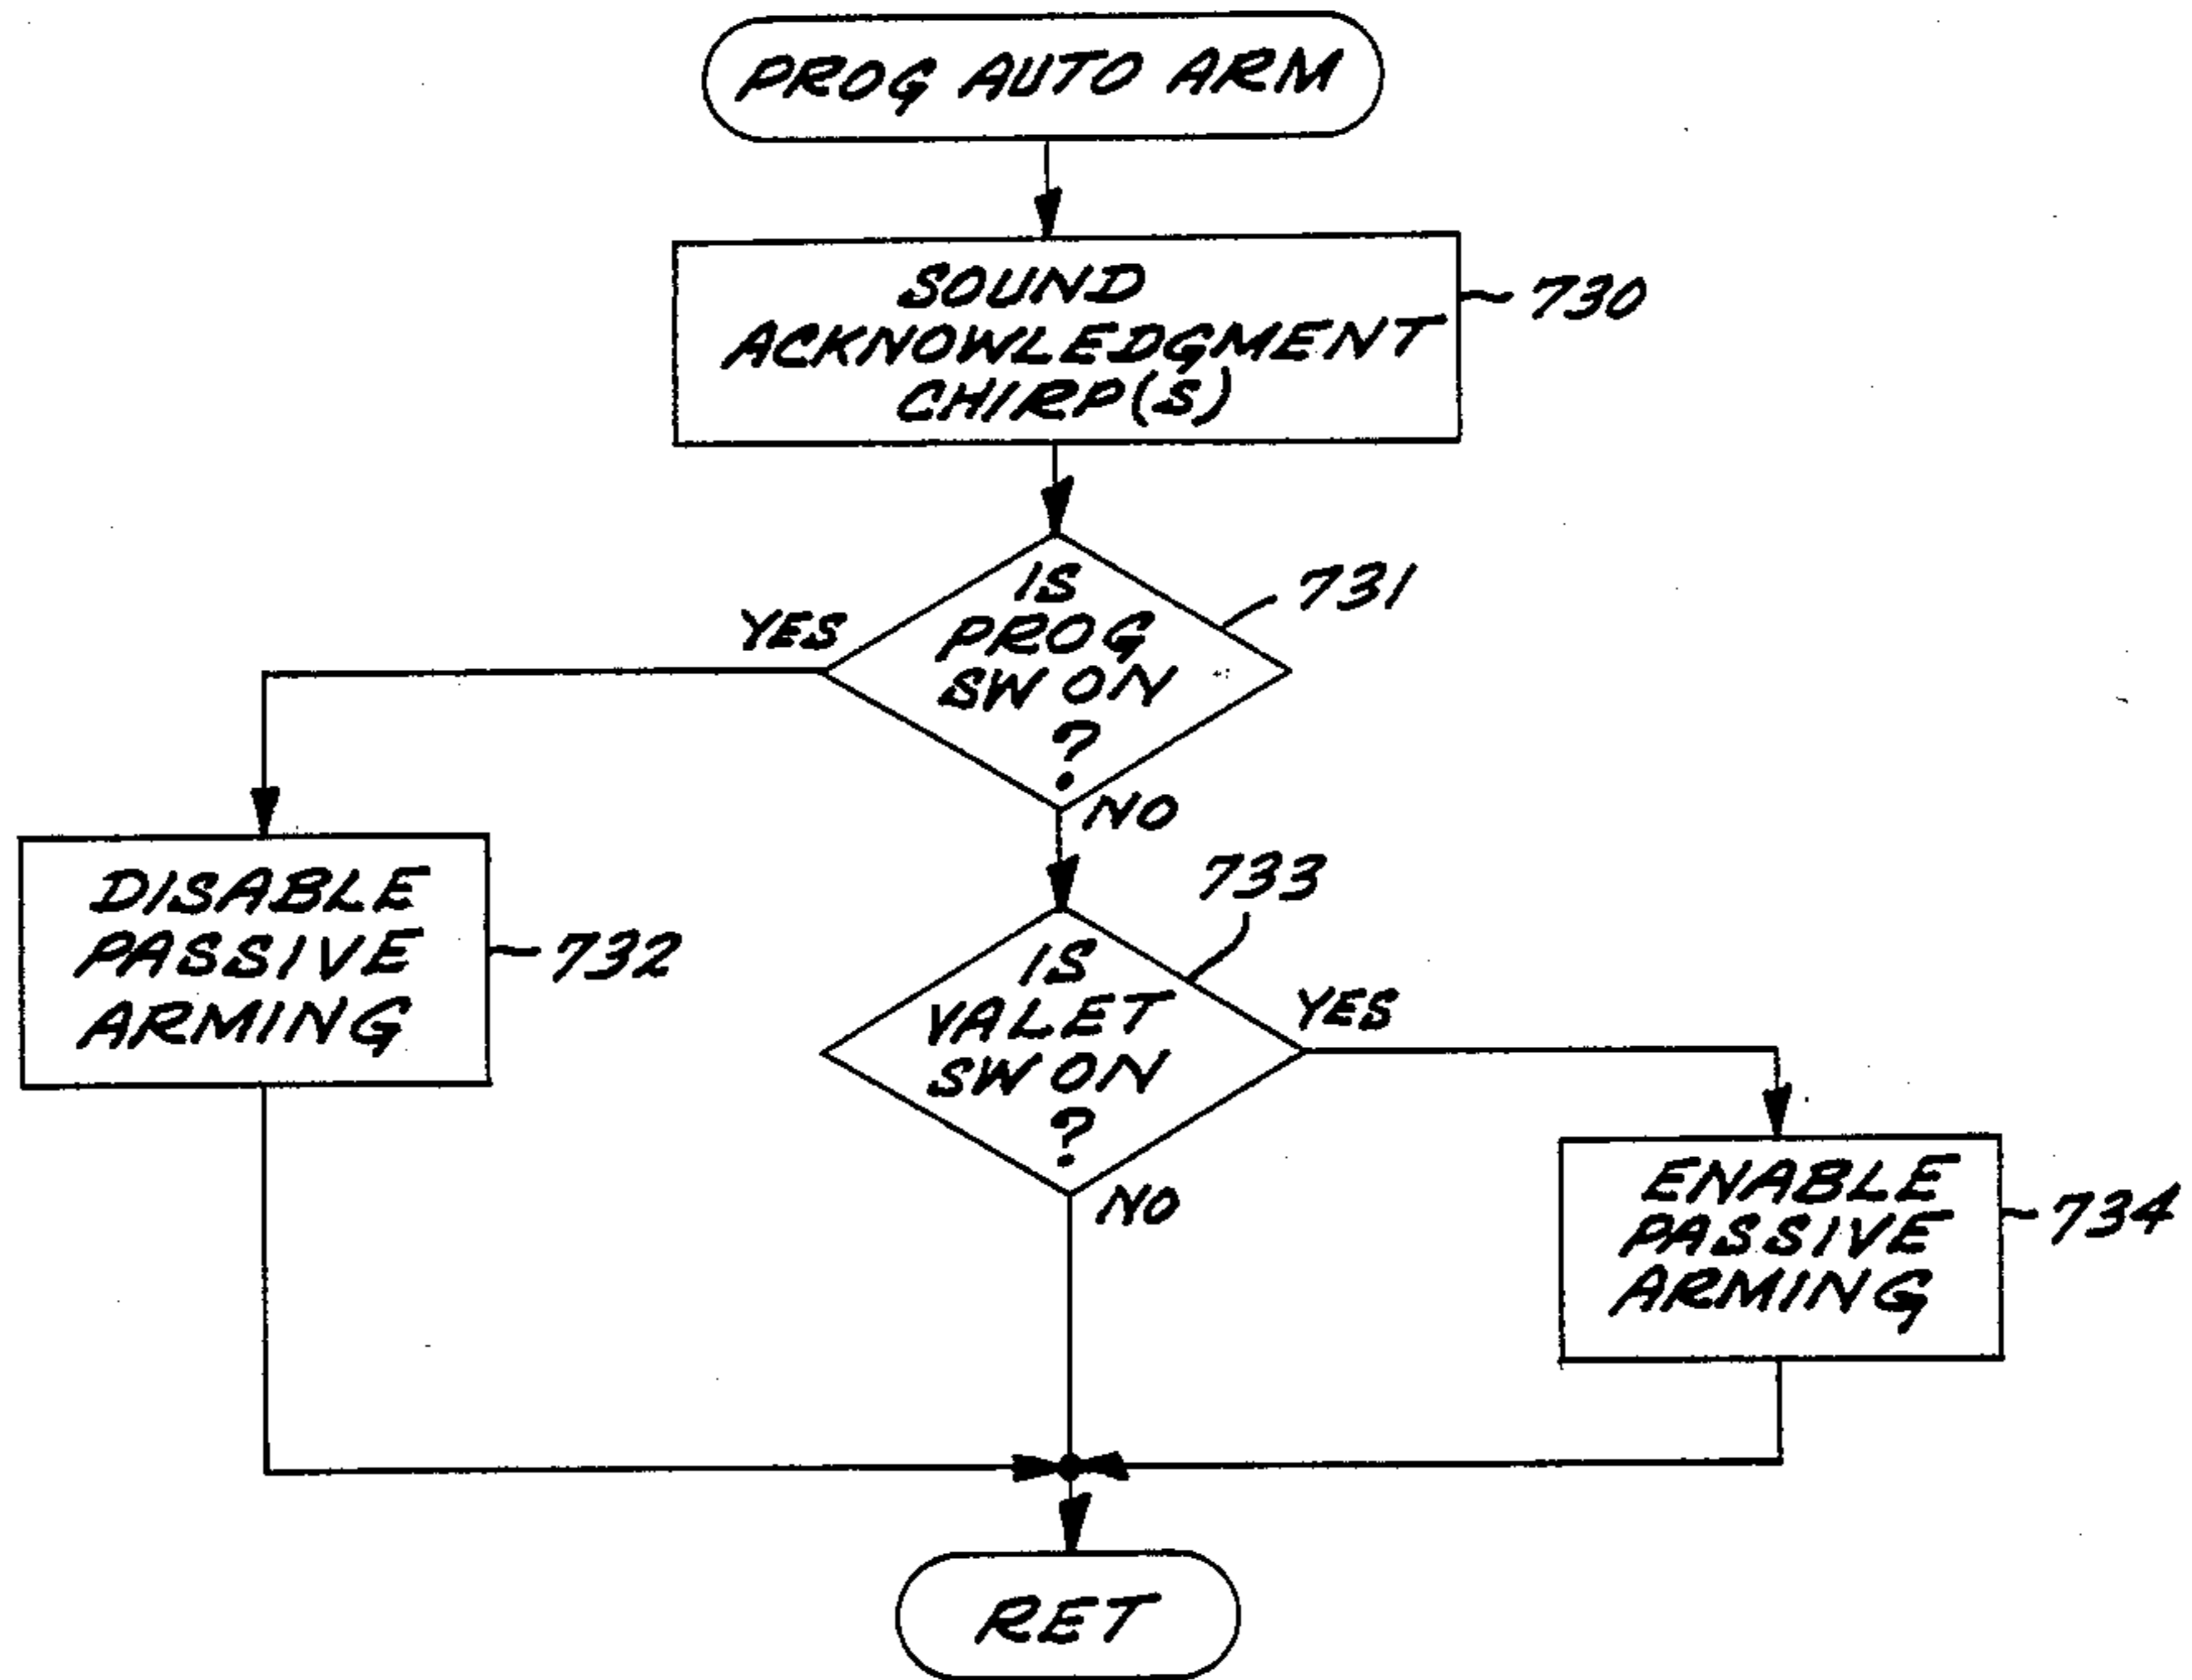 PROG AUTO ARM
SOUND
ACKNOWLEDGMENT
CHIRP(S)
730
IS
PROG
SW ON
?
731
YES
NO
DISABLE
PASSIVE
ARMING
732
IS
VALET
SW ON
?
733
YES
NO
ENABLE
PASSIVE
ARMING
734
RET